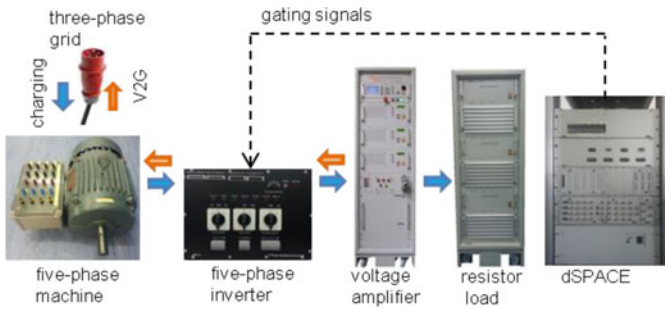 three-phase
grid
gating signals
charging
V2G
five-phase
machine
five-phase
inverter
voltage
amplifier
resistor
load
dSPACE